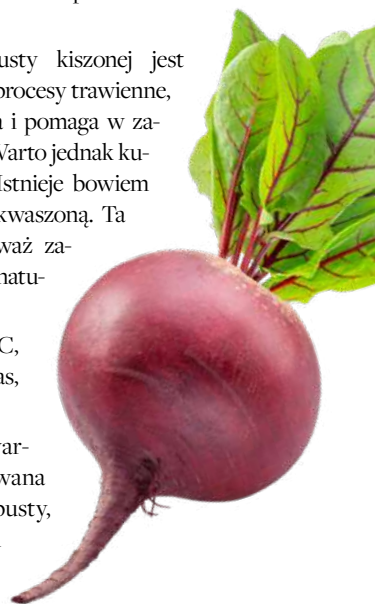 usty kiszonej jest
procesy trawienne,
i pomaga w za-
Warto jednak ku-
Istnieje bowiem
kwaszoną. Ta
waż za-
natu-
C,
as,
war-
wana
pusty,